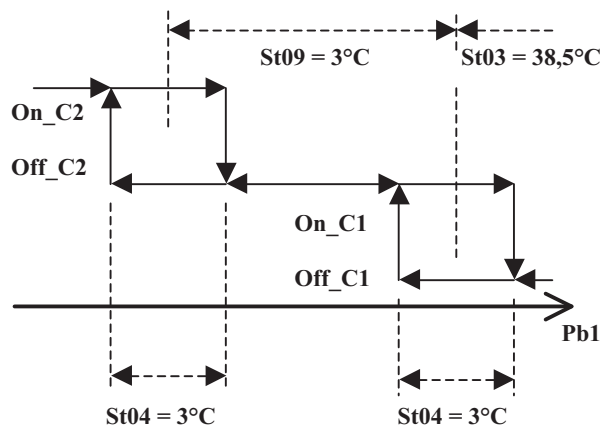 St09 = 3°C
St03 = 38,5°C
On_C2
Off_C2
On_C1
Off_C1
Pb1
St04 = 3°C
St04 = 3°C